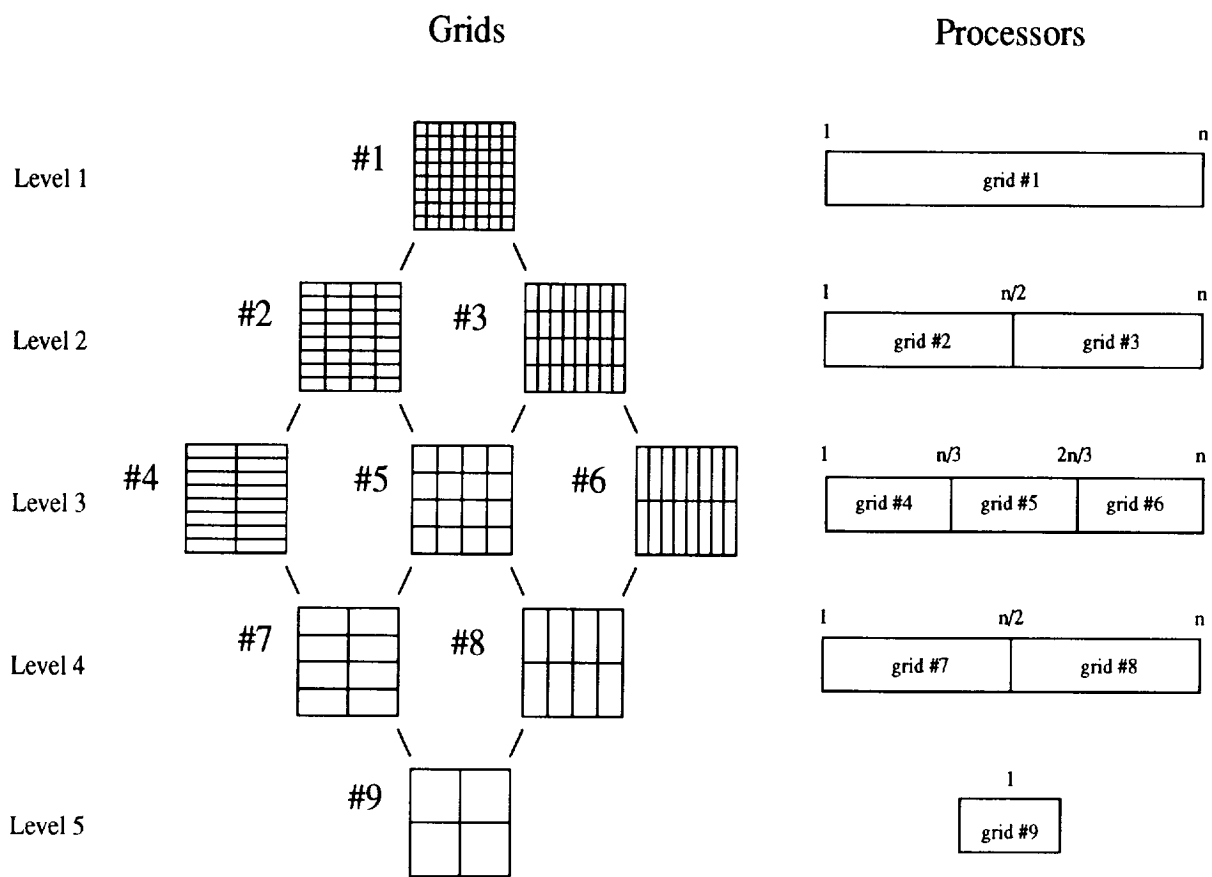 Grids Processors
1 n
#1
Level 1 grid #1
1 n/2 n
#2 #3
Level 2 grid #2 grid #3
1 n/3 2n/3 n
#4 #5 #6
Level 3 grid #4 grid #5 grid #6
1 n/2 n
#7 #8
Level 4 grid #7 grid #8
1
#9
Level 5 grid #9